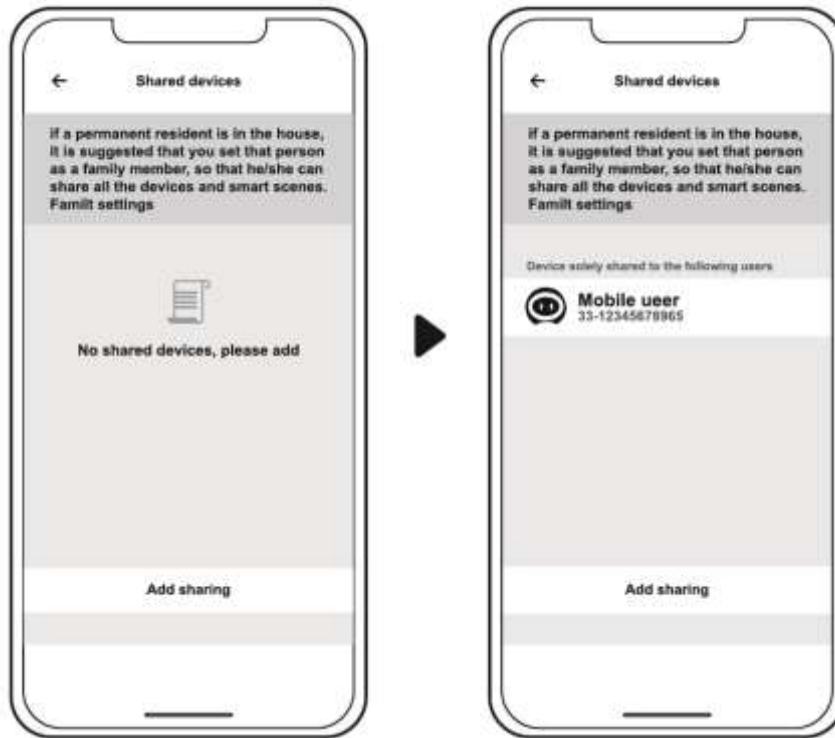 Shared devices
if a permanent resident is in the house,
it is suggested that you set that person
as a family member, so that he/she can
share all the devices and smart scenes.
Familt settings
No shared devices, please add
Add sharing
Shared devices
if a permanent resident is in the house,
it is suggested that you set that person
as a family member, so that he/she can
share all the devices and smart scenes.
Familt settings
Device solely shared to the following users
Mobile ueer
33-12345678965
Add sharing